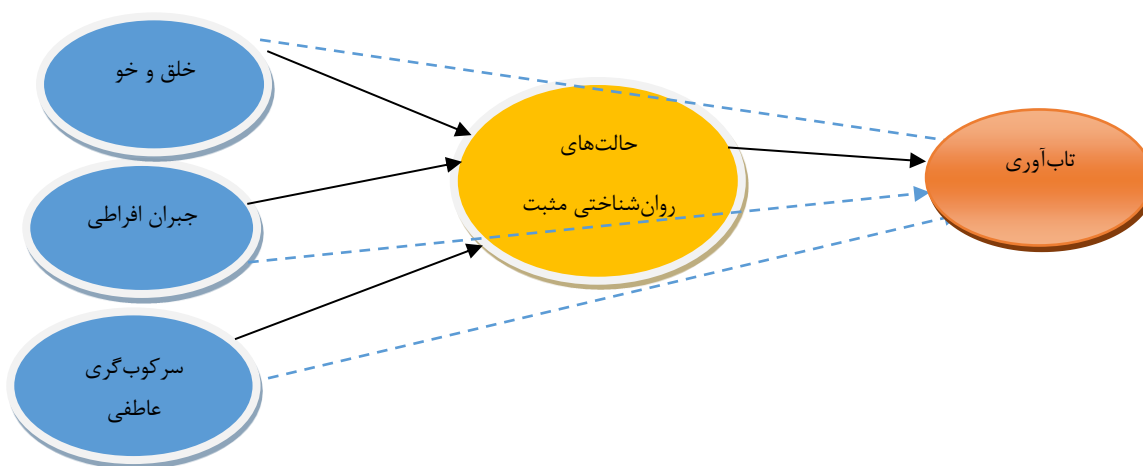 خلق و خو
جبران افراطی
سرکوب‌گری
عاطفی
حالت‌های
روان‌شناختی مثبت
تاب‌آوری